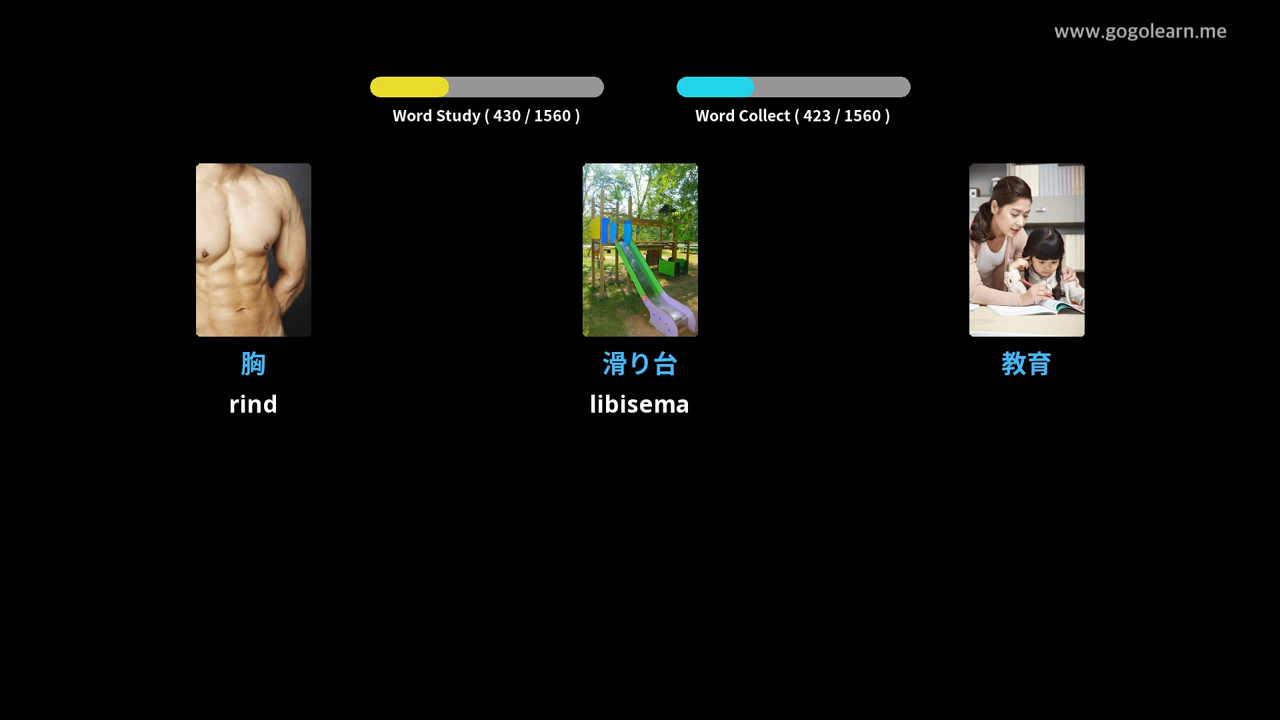 www.gogolearn.me
Word Study ( 430 / 1560 )
Word Collect ( 423 / 1560 )
胸
滑り台
教育
rind
libisema